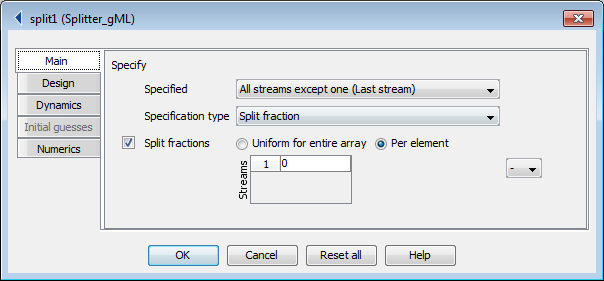 split1 (Splitter_gML)
Main
Design
Dynamics
Initial guesses
Numerics
Specify
Specified All streams except one (Last stream)
Specification type Split fraction
Split fractions Uniform for entire array Per element
Streams 1 0 -
OK Cancel Reset all Help